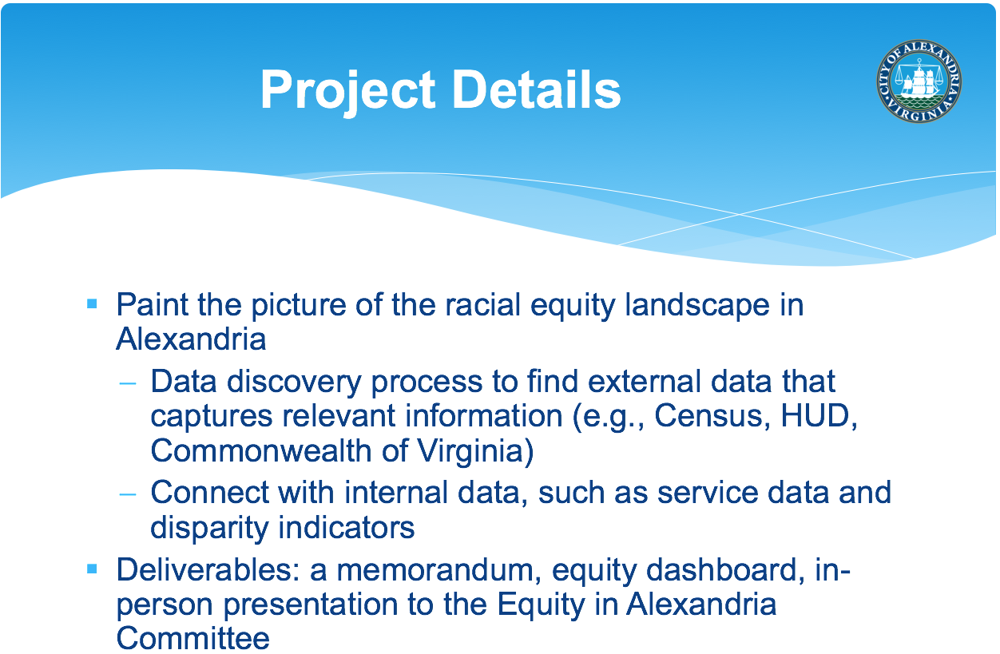 Project Details
CITY OF ALEXANDRIA
VIRGINIA
Paint the picture of the racial equity landscape in
Alexandria
– Data discovery process to find external data that
captures relevant information (e.g., Census, HUD,
Commonwealth of Virginia)
– Connect with internal data, such as service data and
disparity indicators
Deliverables: a memorandum, equity dashboard, in-
person presentation to the Equity in Alexandria
Committee